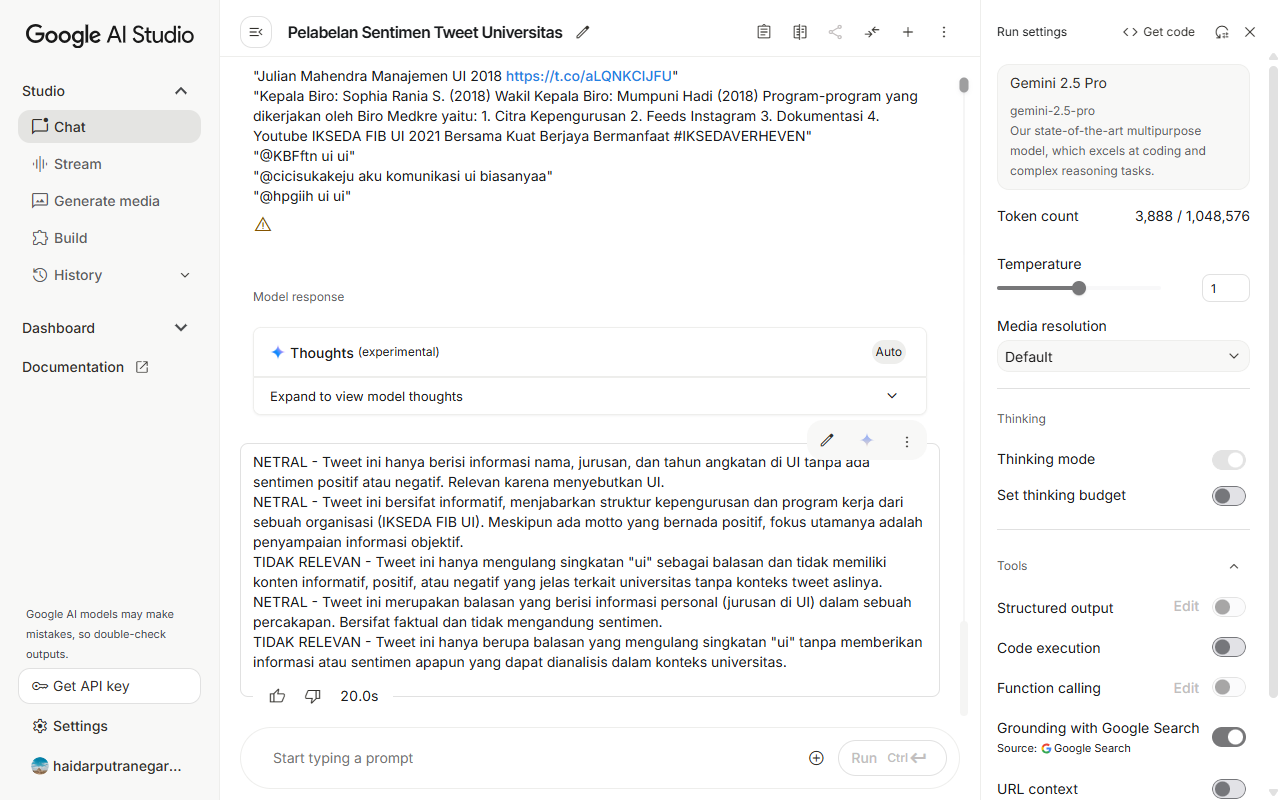 Google AI Studio
Studio
Chat
Stream
Generate media
Build
History
Dashboard
Documentation
Google AI models may make
mistakes, so double-check
outputs.
Get API key
Settings
haidarputranegar...
Pelabelan Sentimen Tweet Universitas
"Julian Mahendra Manajemen UI 2018 https://t.co/aLQNKCIJFU"
"Kepala Biro: Sophia Rania S. (2018) Wakil Kepala Biro: Mumpuni Hadi (2018) Program-program yang
dikerjakan oleh Biro Medkre yaitu: 1. Citra Kepengurusan 2. Feeds Instagram 3. Dokumentasi 4.
Youtube IKSEDA FIB UI 2021 Bersama Kuat Berjaya Bermanfaat #IKSEDAVERHEVEN"
"@KBFftn ui ui"
"@cicisukakeju aku komunikasi ui biasanyaa"
"@hpgiih ui ui"
Model response
Thoughts (experimental)
Auto
Expand to view model thoughts
NETRAL - Tweet ini hanya berisi informasi nama, jurusan, dan tahun angkatan di UI tanpa ada
sentimen positif atau negatif. Relevan karena menyebutkan UI.
NETRAL - Tweet ini bersifat informatif, menjabarkan struktur kepengurusan dan program kerja dari
sebuah organisasi (IKSEDA FIB UI). Meskipun ada motto yang bernada positif, fokus utamanya adalah
penyampaian informasi objektif.
TIDAK RELEVAN - Tweet ini hanya mengulang singkatan "ui" sebagai balasan dan tidak memiliki
konten informatif, positif, atau negatif yang jelas terkait universitas tanpa konteks tweet aslinya.
NETRAL - Tweet ini merupakan balasan yang berisi informasi personal (jurusan di UI) dalam sebuah
percakapan. Bersifat faktual dan tidak mengandung sentimen.
TIDAK RELEVAN - Tweet ini hanya berupa balasan yang mengulang singkatan "ui" tanpa memberikan
informasi atau sentimen apapun yang dapat dianalisis dalam konteks universitas.
20.0s
Start typing a prompt
Run Ctrl
Run settings
Get code
Gemini 2.5 Pro
gemini-2.5-pro
Our state-of-the-art multipurpose
model, which excels at coding and
complex reasoning tasks.
Token count 3,888 / 1,048,576
Temperature
1
Media resolution
Default
Thinking
Thinking mode
Set thinking budget
Tools
Structured output Edit
Code execution
Function calling Edit
Grounding with Google Search
Source: Google Search
URL context